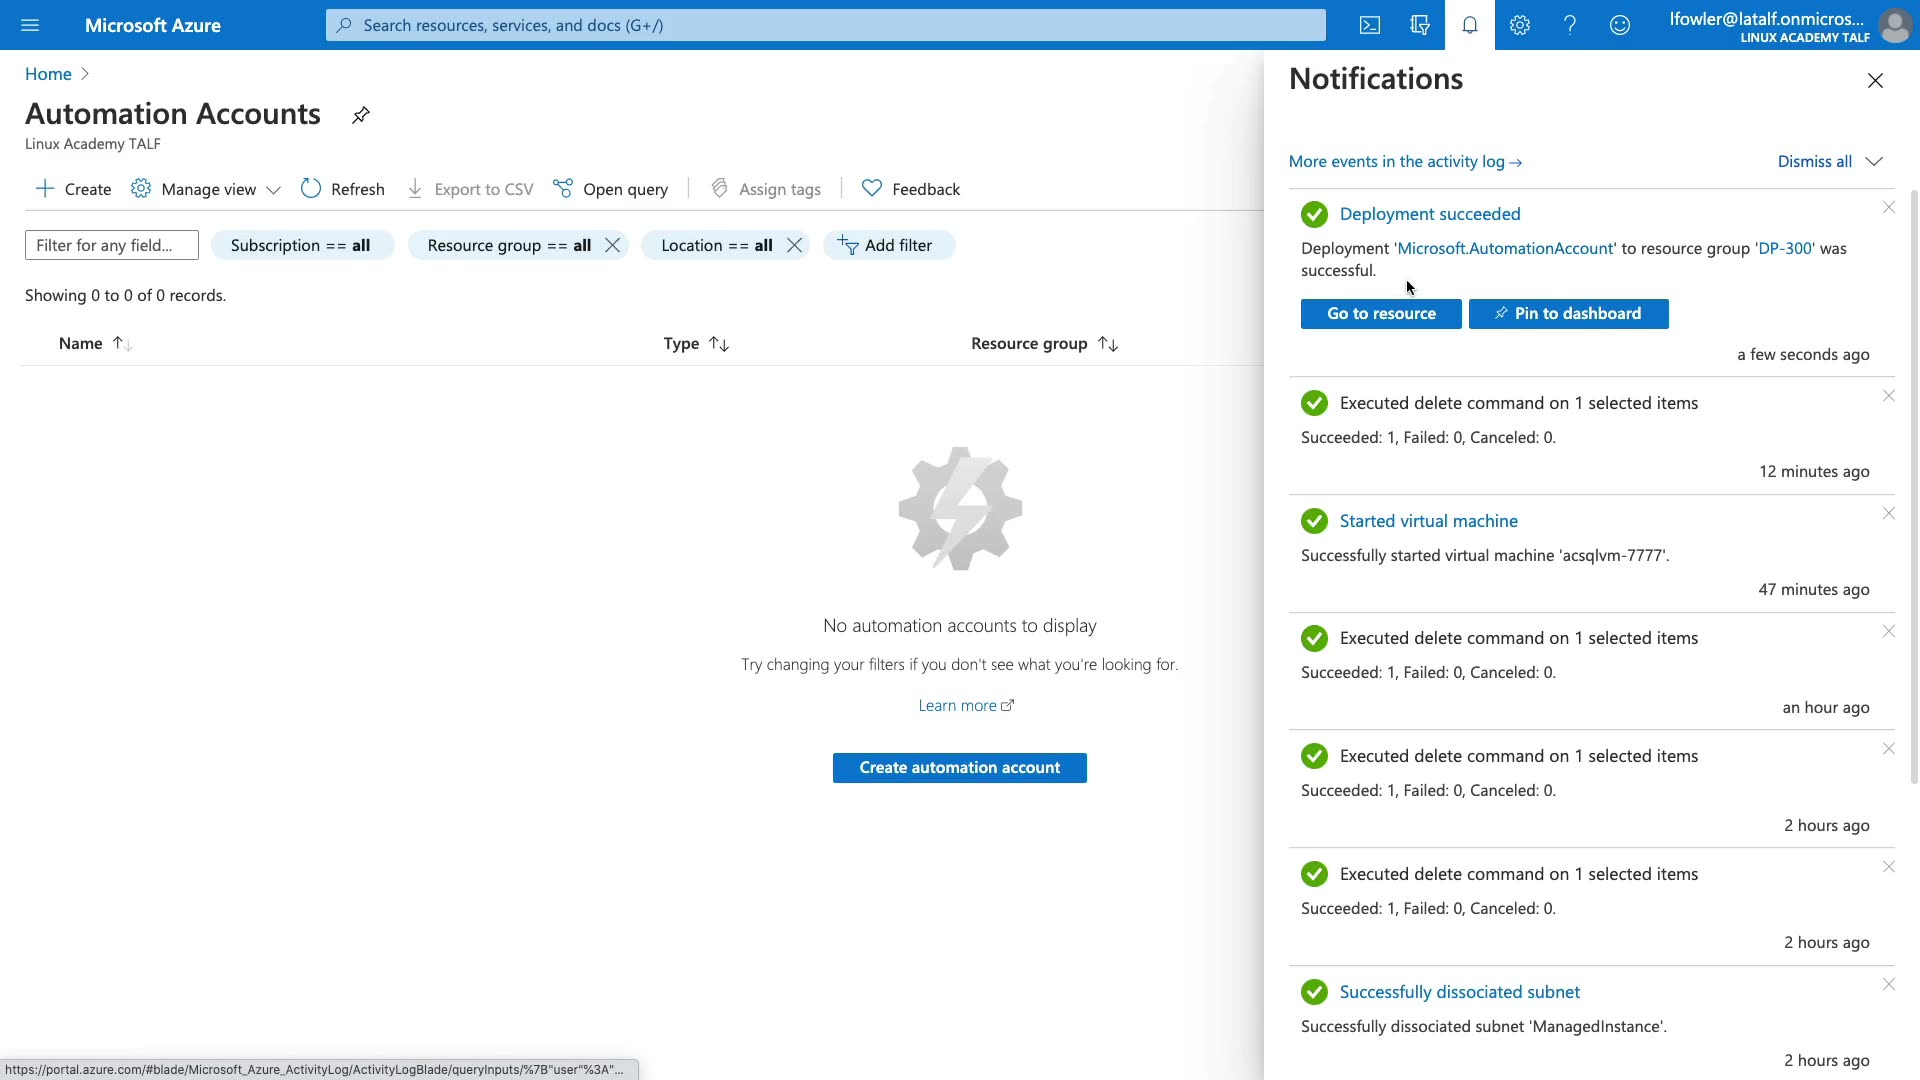 Microsoft Azure
Search resources, services, and docs (G+/)
lfowler@latalf.onmicros...
LINUX ACADEMY TALF
Home
Automation Accounts
Linux Academy TALF
Create
Manage view
Refresh
Export to CSV
Open query
Assign tags
Feedback
Filter for any field...
Subscription == all
Resource group == all
Location == all
Add filter
Showing 0 to 0 of 0 records.
Name
Type
Resource group
No automation accounts to display
Try changing your filters if you don't see what you're looking for.
Learn more
Create automation account
Notifications
More events in the activity log →
Dismiss all
Deployment succeeded
Deployment 'Microsoft.AutomationAccount' to resource group 'DP-300' was
successful.
Go to resource
Pin to dashboard
a few seconds ago
Executed delete command on 1 selected items
Succeeded: 1, Failed: 0, Canceled: 0.
12 minutes ago
Started virtual machine
Successfully started virtual machine 'acsqlvm-7777'.
47 minutes ago
Executed delete command on 1 selected items
Succeeded: 1, Failed: 0, Canceled: 0.
an hour ago
Executed delete command on 1 selected items
Succeeded: 1, Failed: 0, Canceled: 0.
2 hours ago
Executed delete command on 1 selected items
Succeeded: 1, Failed: 0, Canceled: 0.
2 hours ago
Successfully dissociated subnet
Successfully dissociated subnet 'ManagedInstance'.
2 hours ago
https://portal.azure.com/#blade/Microsoft_Azure_ActivityLog/ActivityLogBlade/queryInputs/%7B"user"%3A"...